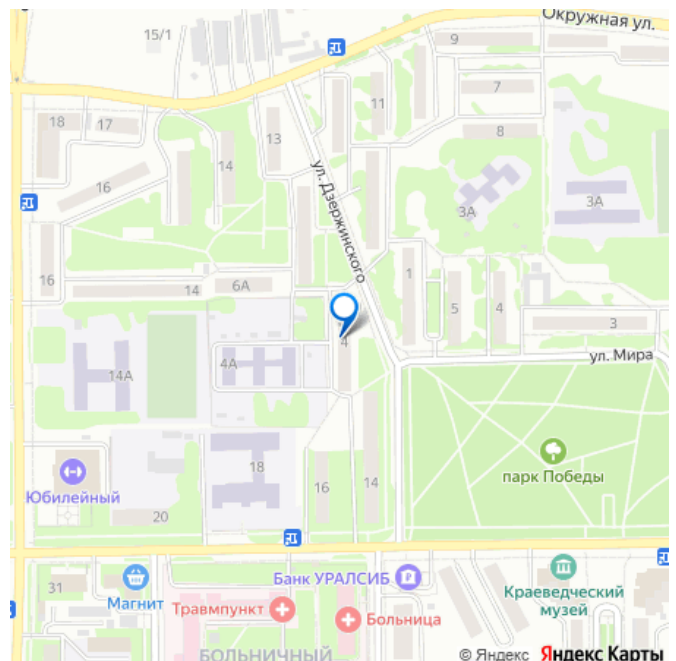 Окружная ул.
15/1
9
11
7
18
17
13
8
14
16
3А
3А
ул. Дзержинского
16
1
6А
14
5
4
3
4
ул. Мира
4А
14А
парк Победы
18
Юбилейный
16
14
20
Банк УРАЛСИБ
31
Магнит
Травмпункт
Больница
Краеведческий
музей
БОЛЬНИЧНЫЙ
© Яндекс Яндекс Карты